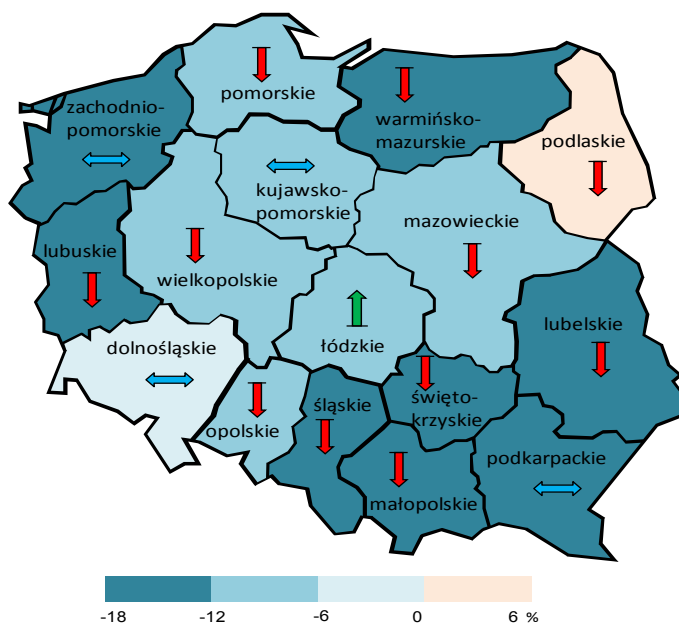 pomorskie
zachodnio-
pomorskie
warmińsko-
mazurskie
podlaskie
kujawsko-
pomorskie
mazowieckie
lubuskie
wielkopolskie
łódzkie
lubelskie
dolnośląskie
opolskie
śląskie
święto-
krzyskie
podkarpackie
małopolskie
-18 -12 -6 0 6 %